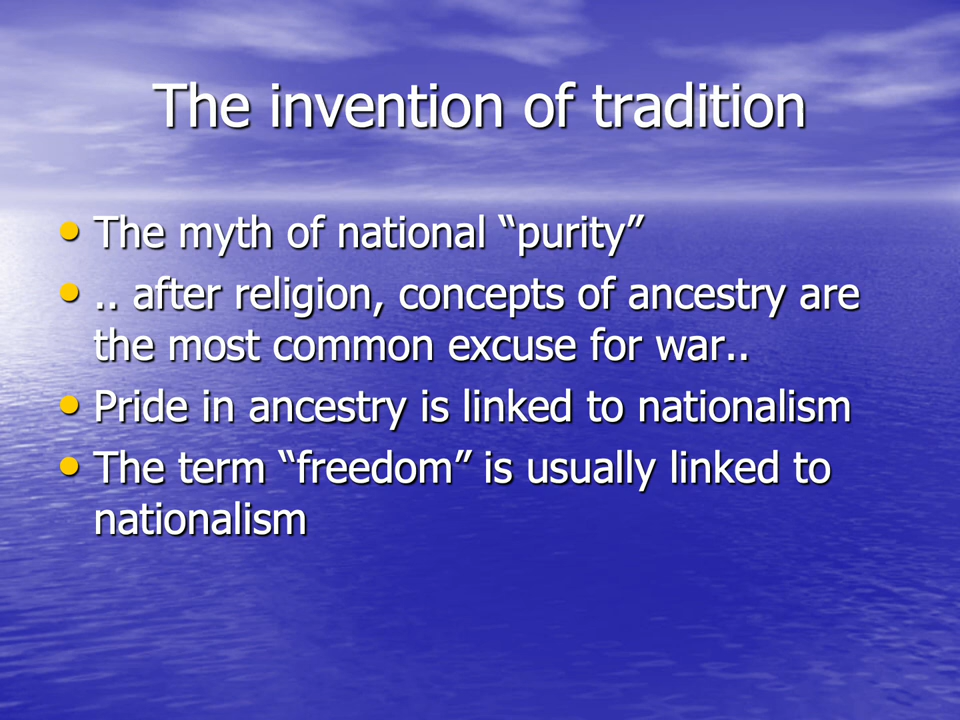 The invention of tradition
• The myth of national “purity”
• .. after religion, concepts of ancestry are
the most common excuse for war..
• Pride in ancestry is linked to nationalism
• The term “freedom” is usually linked to
nationalism